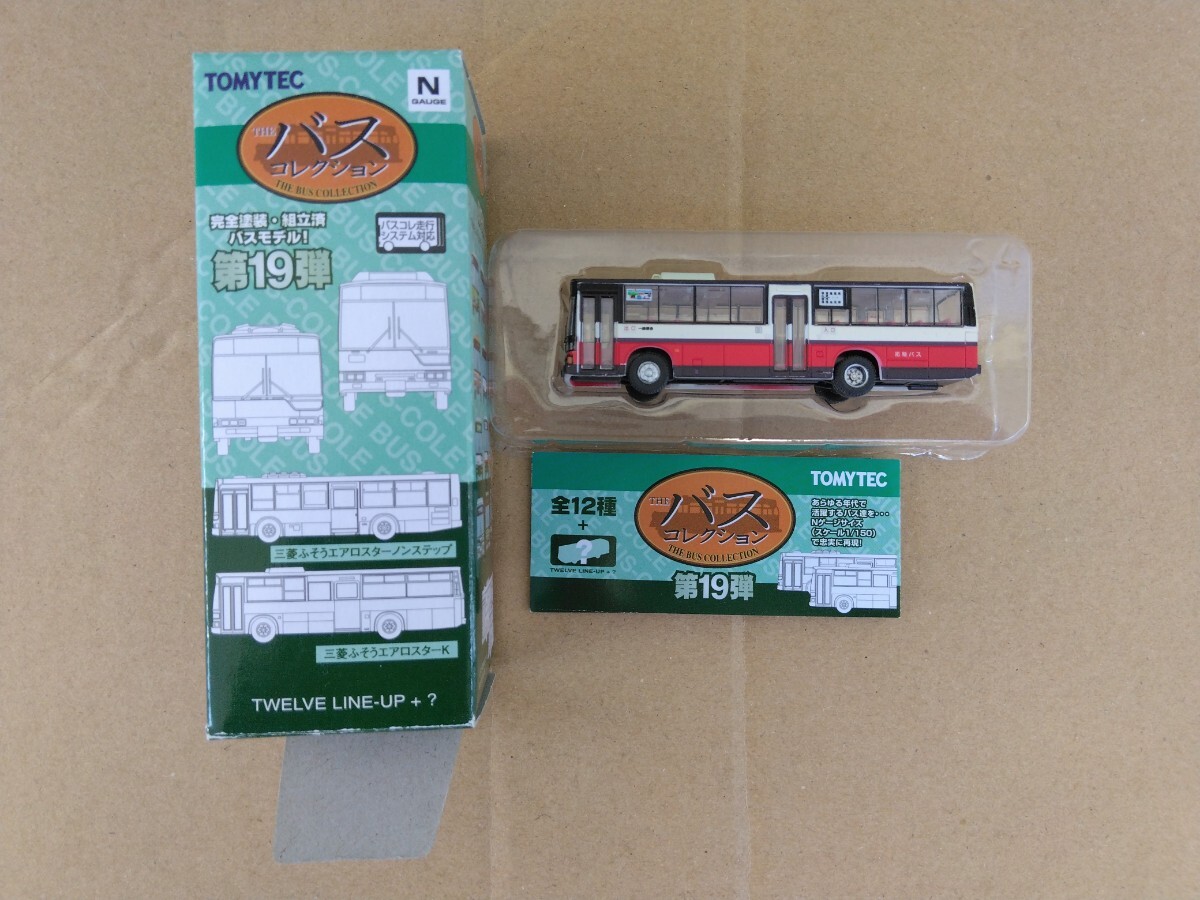 TOMYTEC
N
GAUGE
THE
バス
コレクション
THE BUS COLLECTION
完全塗装・組立済
バスモデル!
バスコレ走行
システム対応
第19弾
三菱ふそうエアロスターノンステップ
三菱ふそうエアロスターK
TWELVE LINE-UP + ?
全12種
+
?
TWELVE LINE-UP + ?
THE
バス
コレクション
THE BUS COLLECTION
第19弾
TOMYTEC
あらゆる年代で
活躍するバス達を・・・
Nゲージサイズ
(スケール1/150)
で忠実に再現!